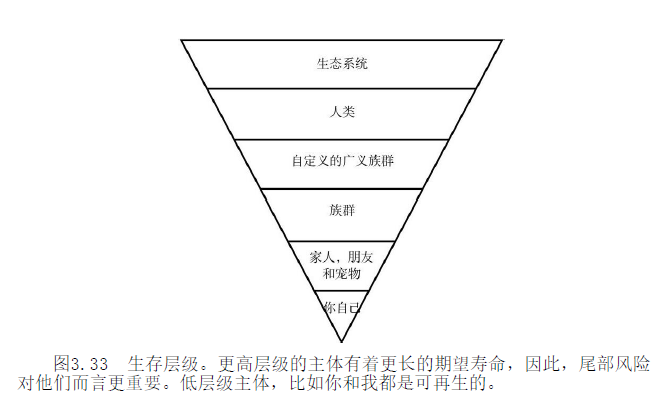 生态系统
人类
自定义的广义族群
族群
家人，朋友
和宠物
你自己
图3.33 生存层级。更高层级的主体有着更长的期望寿命，因此，尾部风险
对他们而言更重要。低层级主体，比如你和我都是可再生的。